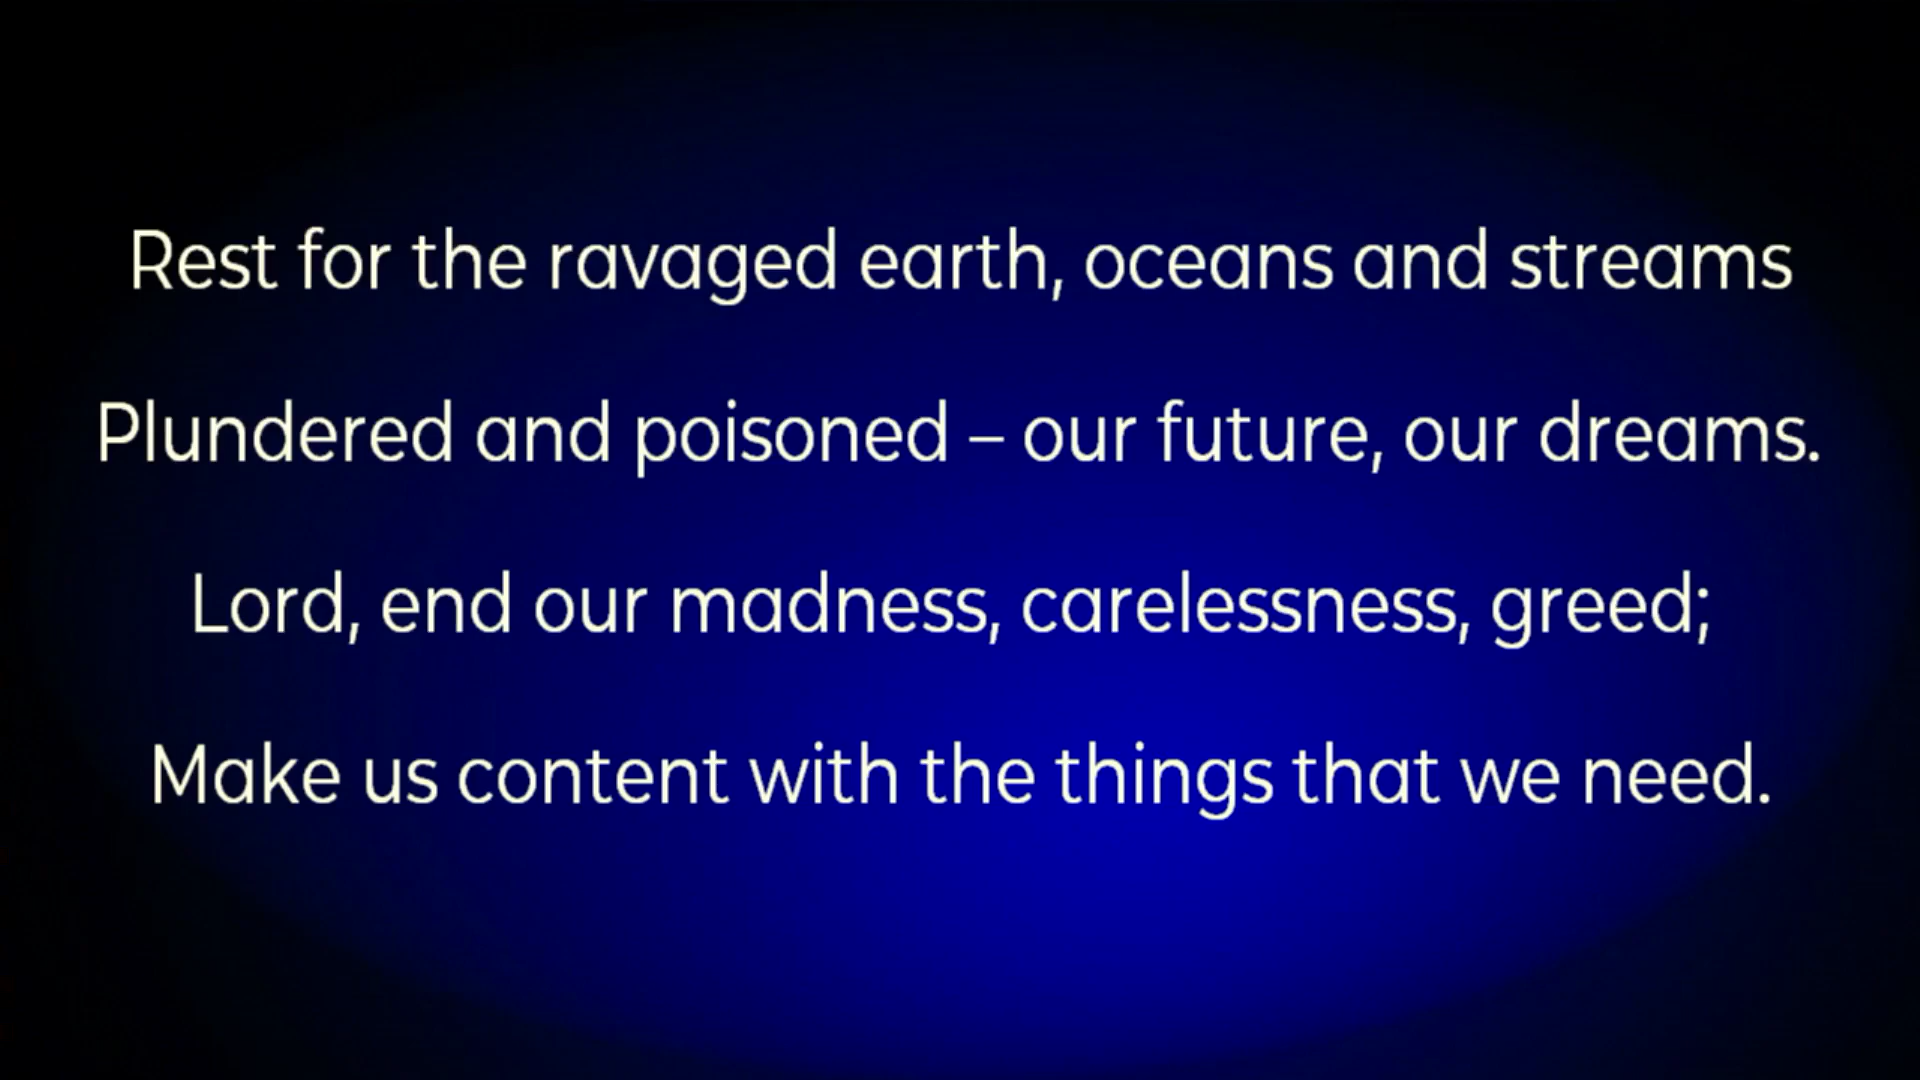 Rest for the ravaged earth, oceans and streams
Plundered and poisoned – our future, our dreams.
Lord, end our madness, carelessness, greed;
Make us content with the things that we need.